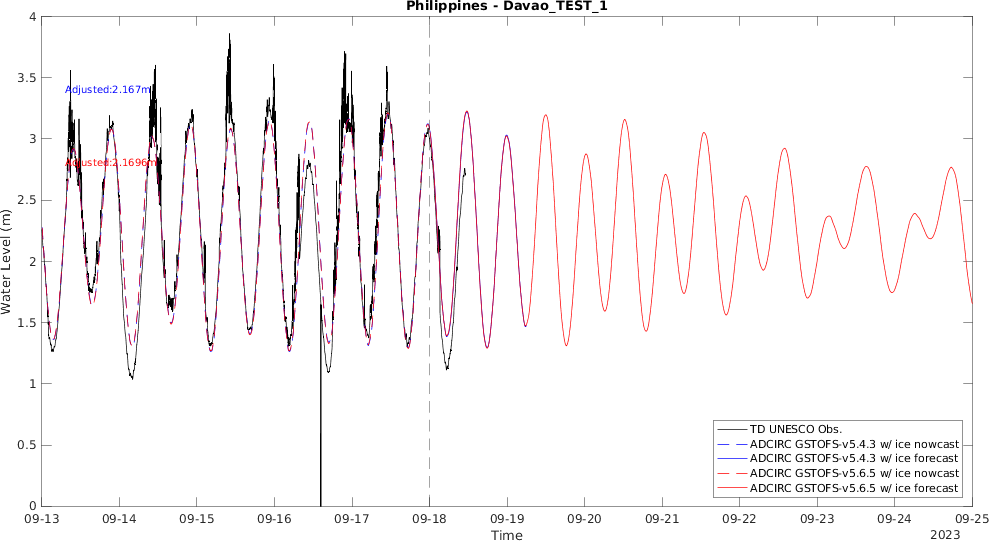 Philippines - Davao_TEST_1
4
3.5
3
2.5
2
1.5
1
0.5
0
Water Level (m)
Adjusted:2.167m
Adjusted:2.1696m
TD UNESCO Obs.
ADCIRC GSTOFS-v5.4.3 w/ ice nowcast
ADCIRC GSTOFS-v5.4.3 w/ ice forecast
ADCIRC GSTOFS-v5.6.5 w/ ice nowcast
ADCIRC GSTOFS-v5.6.5 w/ ice forecast
09-13 09-14 09-15 09-16 09-17 09-18 09-19 09-20 09-21 09-22 09-23 09-24 09-25
Time
2023